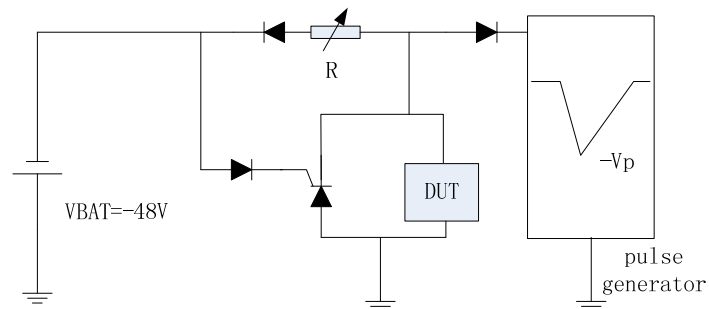 R
−Vp
DUT
VBAT=−48V
pulse
generator